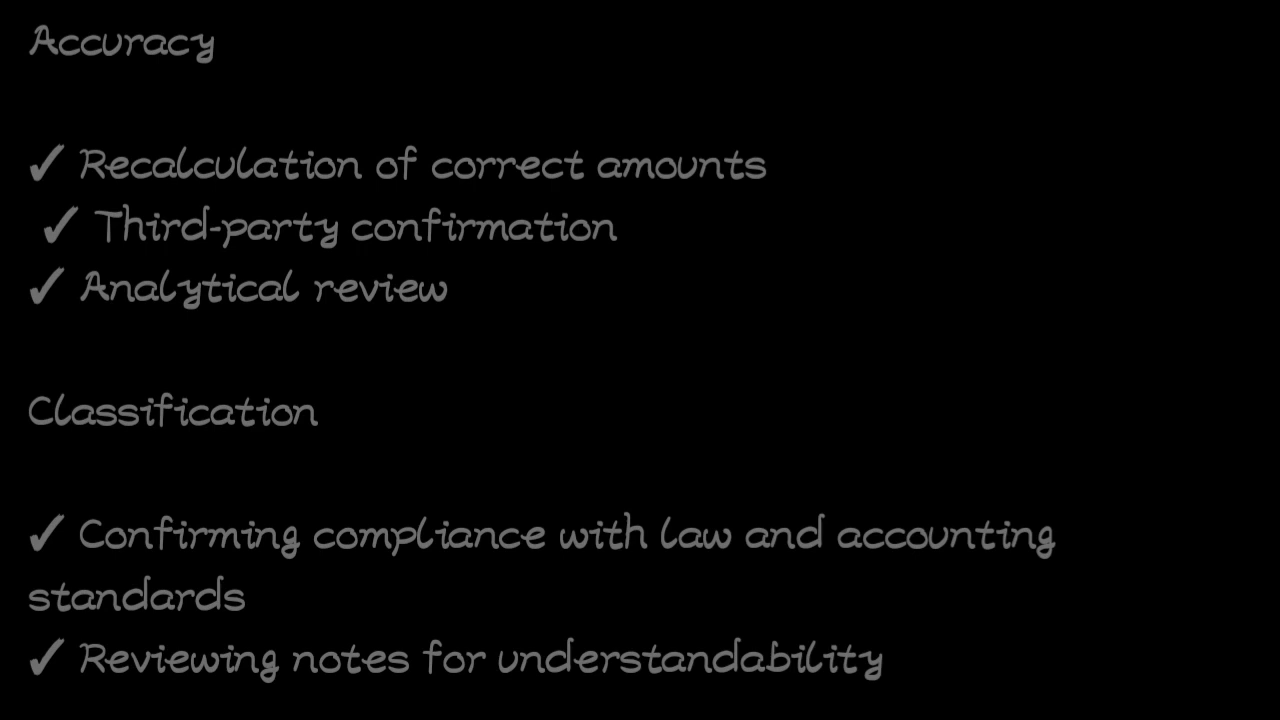 Accuracy
✓ Recalculation of correct amounts
✓ Third-party confirmation
✓ Analytical review
Classification
✓ Confirming compliance with law and accounting
standards
✓ Reviewing notes for understandability